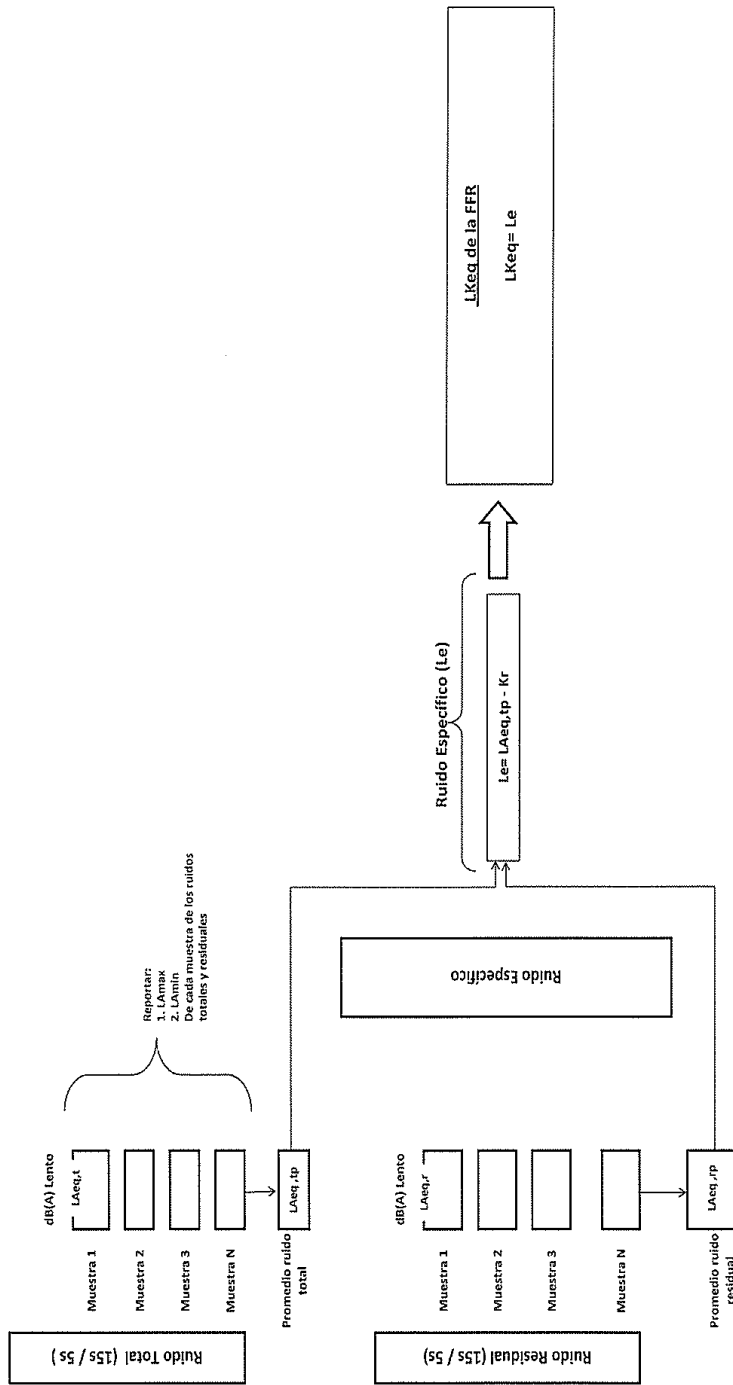 Ruido Total (15s / 5s )
dB(A) Lento
Muestra 1
LAeq,t
Muestra 2
Muestra 3
Muestra N
Promedio ruido
total
LAeq ,tp
Reportar:
1. LAmax
2. LAmin
De cada muestra de los ruidos
totales y residuales
Ruido Residual (15s / 5s)
dB(A) Lento
Muestra 1
LAeq,r
Muestra 2
Muestra 3
Muestra N
Promedio ruido
residual
LAeq ,rp
Ruido Específico
Ruido Específico (Le)
Le= LAeq,tp - Kr
LKeq de la FFR
LKeq= Le